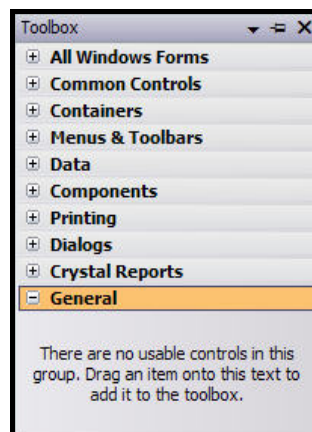 Toolbox
All Windows Forms
Common Controls
Containers
Menus & Toolbars
Data
Components
Printing
Dialogs
Crystal Reports
General
There are no usable controls in this
group. Drag an item onto this text to
add it to the toolbox.